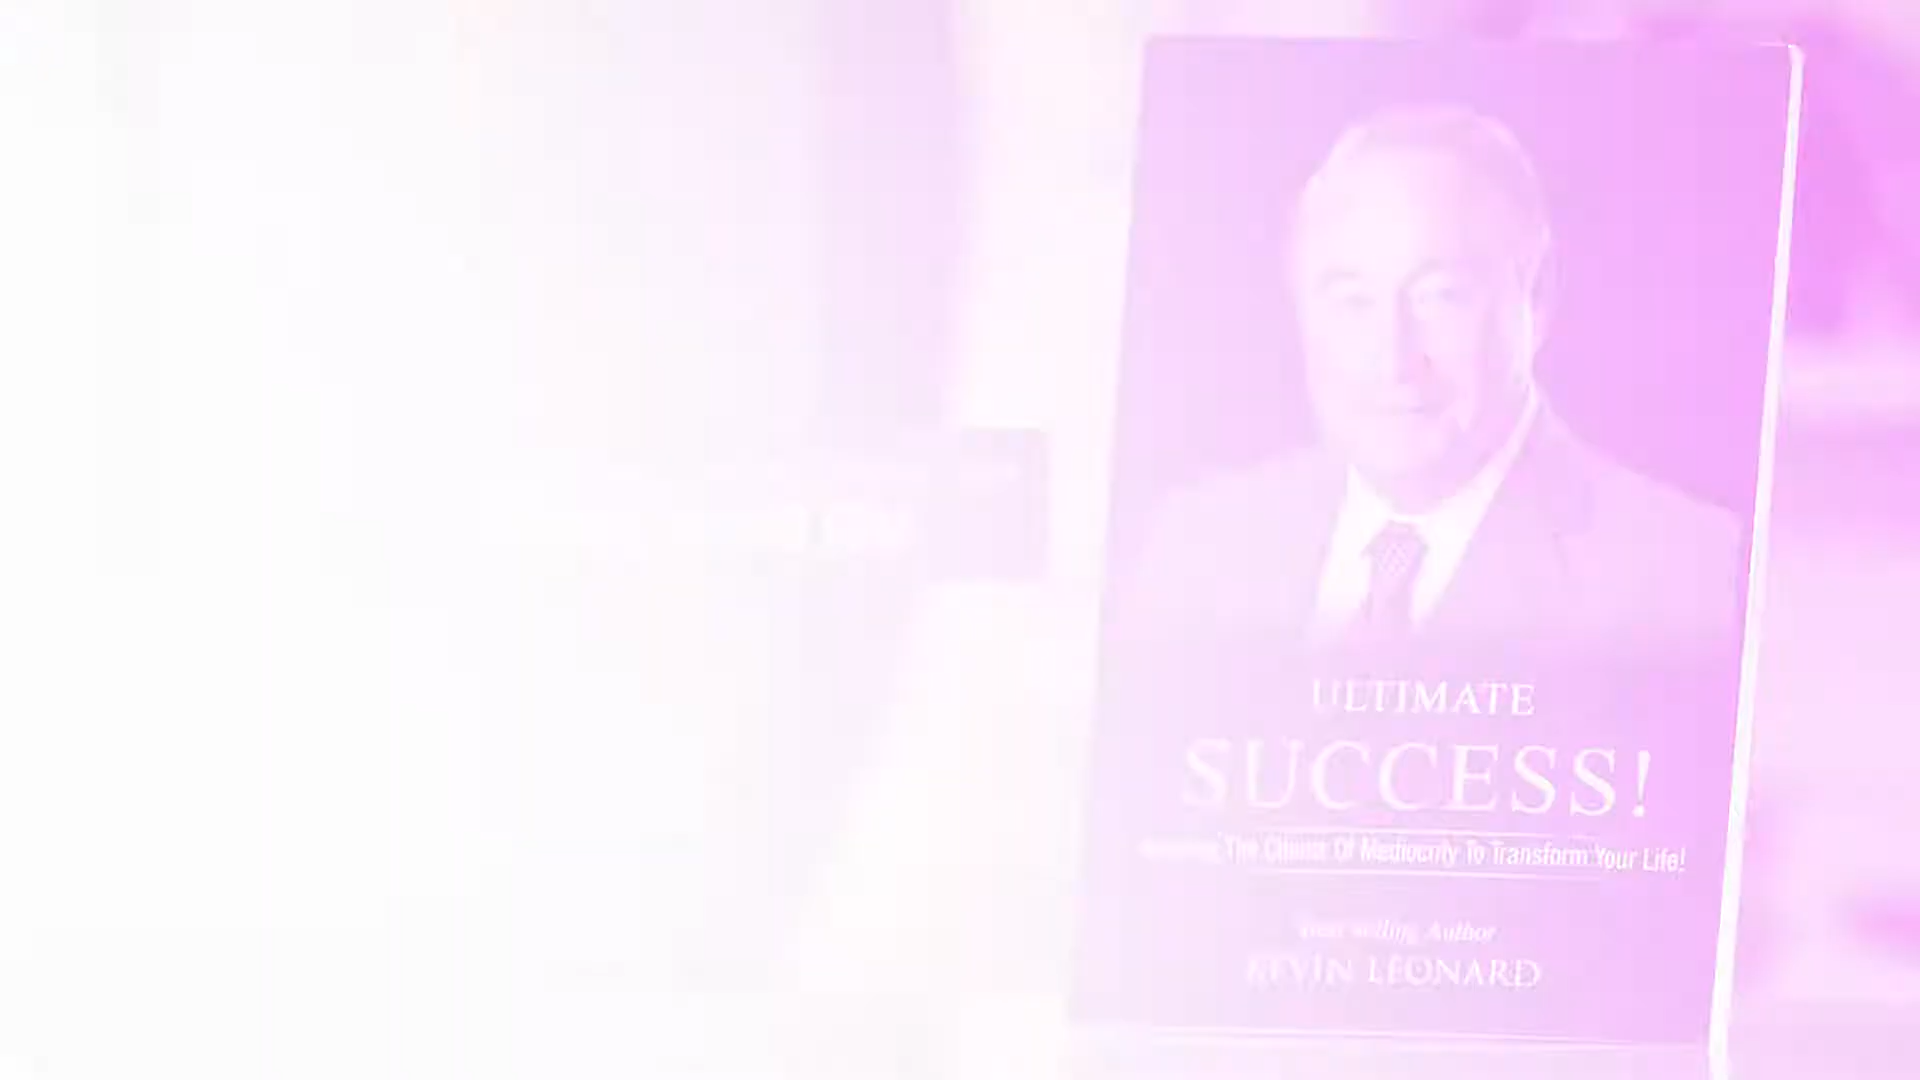 ULTIMATE
SUCCESS!
The Chains Of Mediocrity To Transform Your Life!
Best selling Author
KEVIN LEONARD